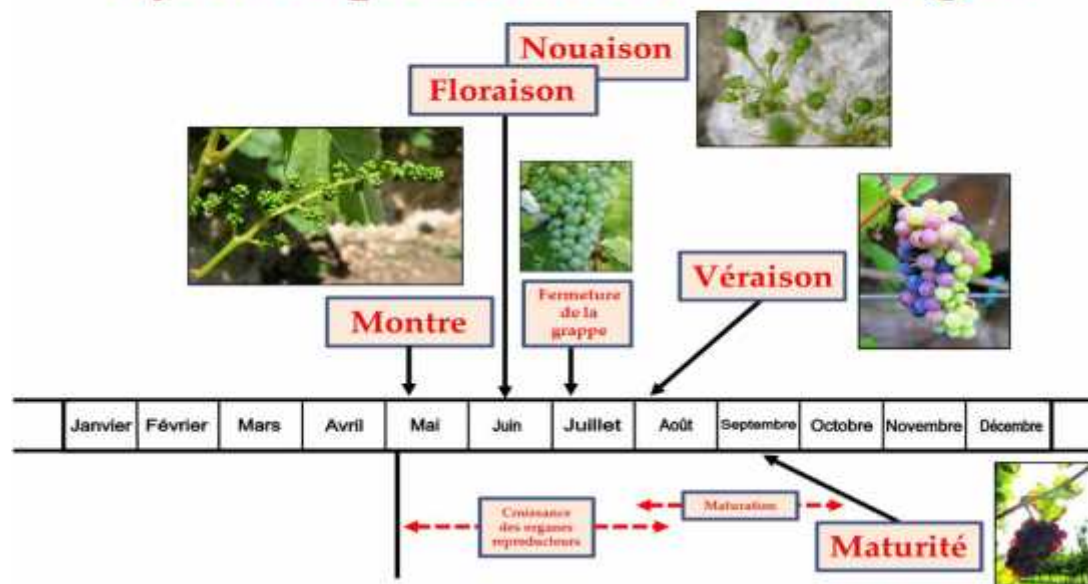 Nouaison
Floraison
Véraison
Fermeture
de la
grappe
Montre
Janvier Février Mars Avril Mai Juin Juillet Août Septembre Octobre Novembre Décembre
Croissance
des organes
reproducteurs
Maturation
Maturité